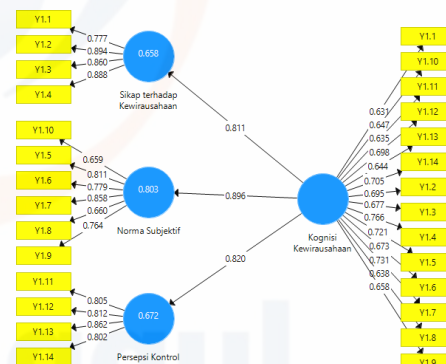 Y1.1
Y1.2
Y1.3
Y1.4
0.777
0.894
0.860
0.888
0.658
Sikap terhadap
Kewirausahaan
0.811
Y1.10
Y1.5
Y1.6
Y1.7
Y1.8
Y1.9
0.659
0.811
0.779
0.858
0.660
0.764
0.803
Norma Subjektif
0.896
Y1.11
Y1.12
Y1.13
Y1.14
0.805
0.812
0.862
0.802
0.672
Persepsi Kontrol
0.820
Kognisi
Kewirausahaan
0.631
0.647
0.635
0.698
0.644
0.705
0.695
0.677
0.766
0.721
0.673
0.731
0.638
0.658
Y1.1
Y1.10
Y1.11
Y1.12
Y1.13
Y1.14
Y1.2
Y1.3
Y1.4
Y1.5
Y1.6
Y1.7
Y1.8
Y1.9